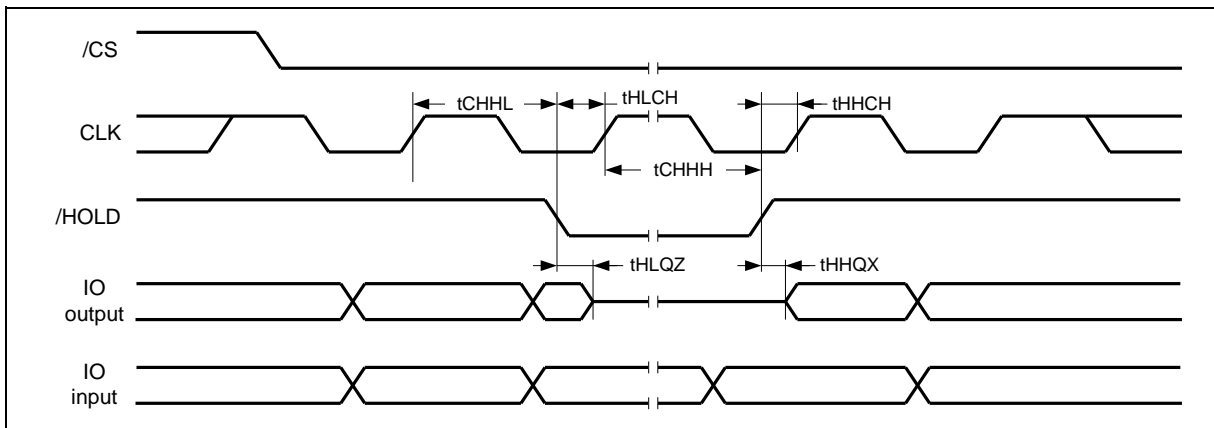 /CS
tCHHL
tHLCH
tHHCH
CLK
tCHHH
/HOLD
tHLQZ
tHHQX
IO
output
IO
input